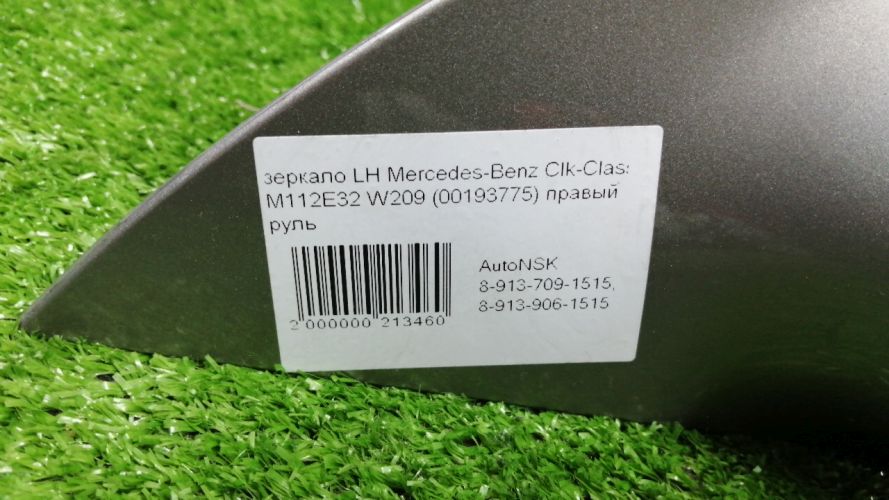 зеркало LH Mercedes-Benz Clk-Clas
M112E32 W209 (00193775) правый
руль
AutoNSK
8-913-709-1515,
8-913-906-1515
2 000000 213460